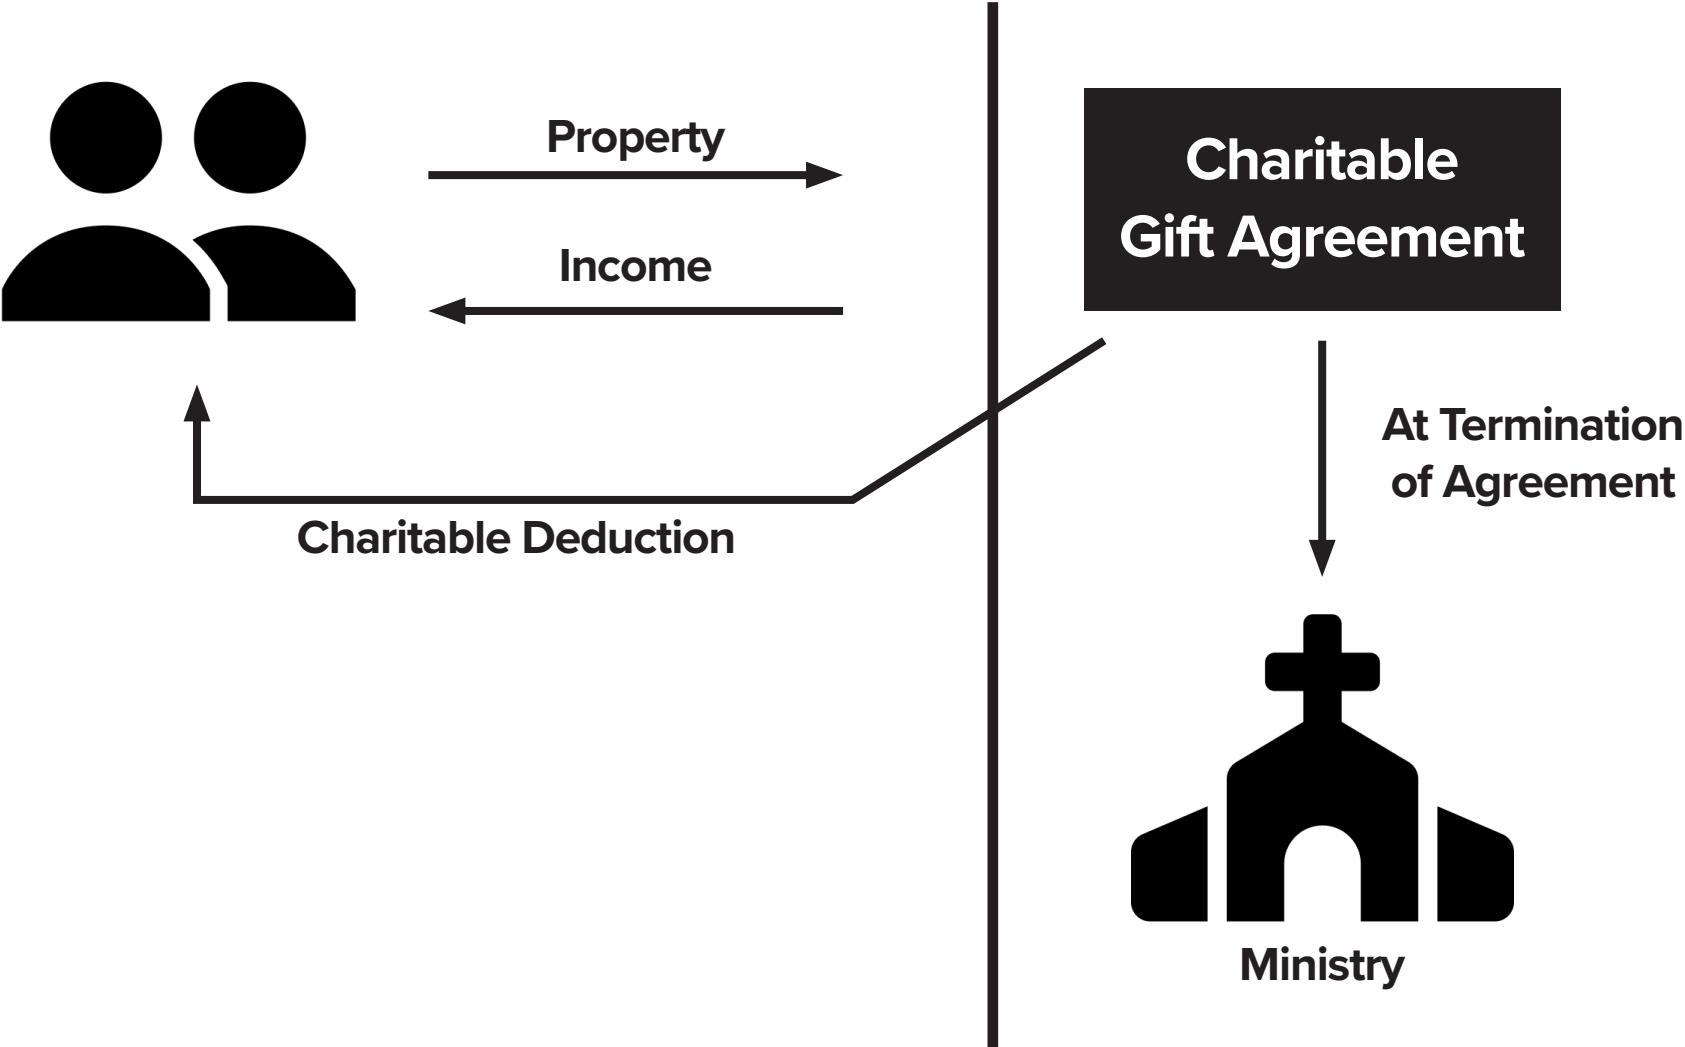 Property
Income
Charitable
Gift Agreement
At Termination
of Agreement
Charitable Deduction
Ministry